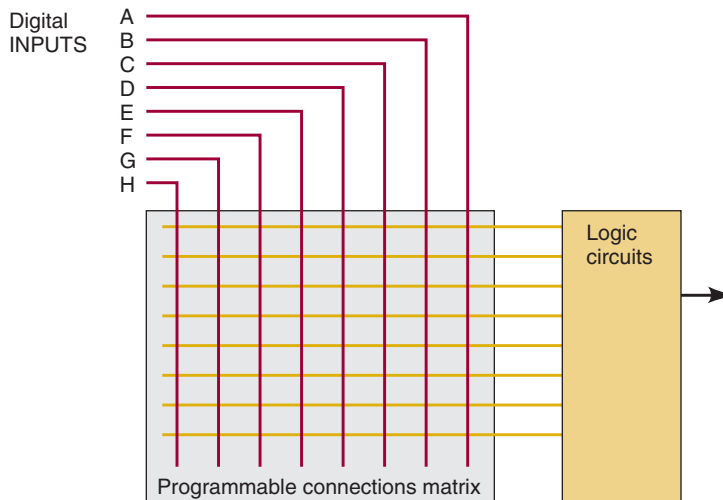 Digital
INPUTS
A
B
C
D
E
F
G
H
Logic
circuits
Programmable connections matrix